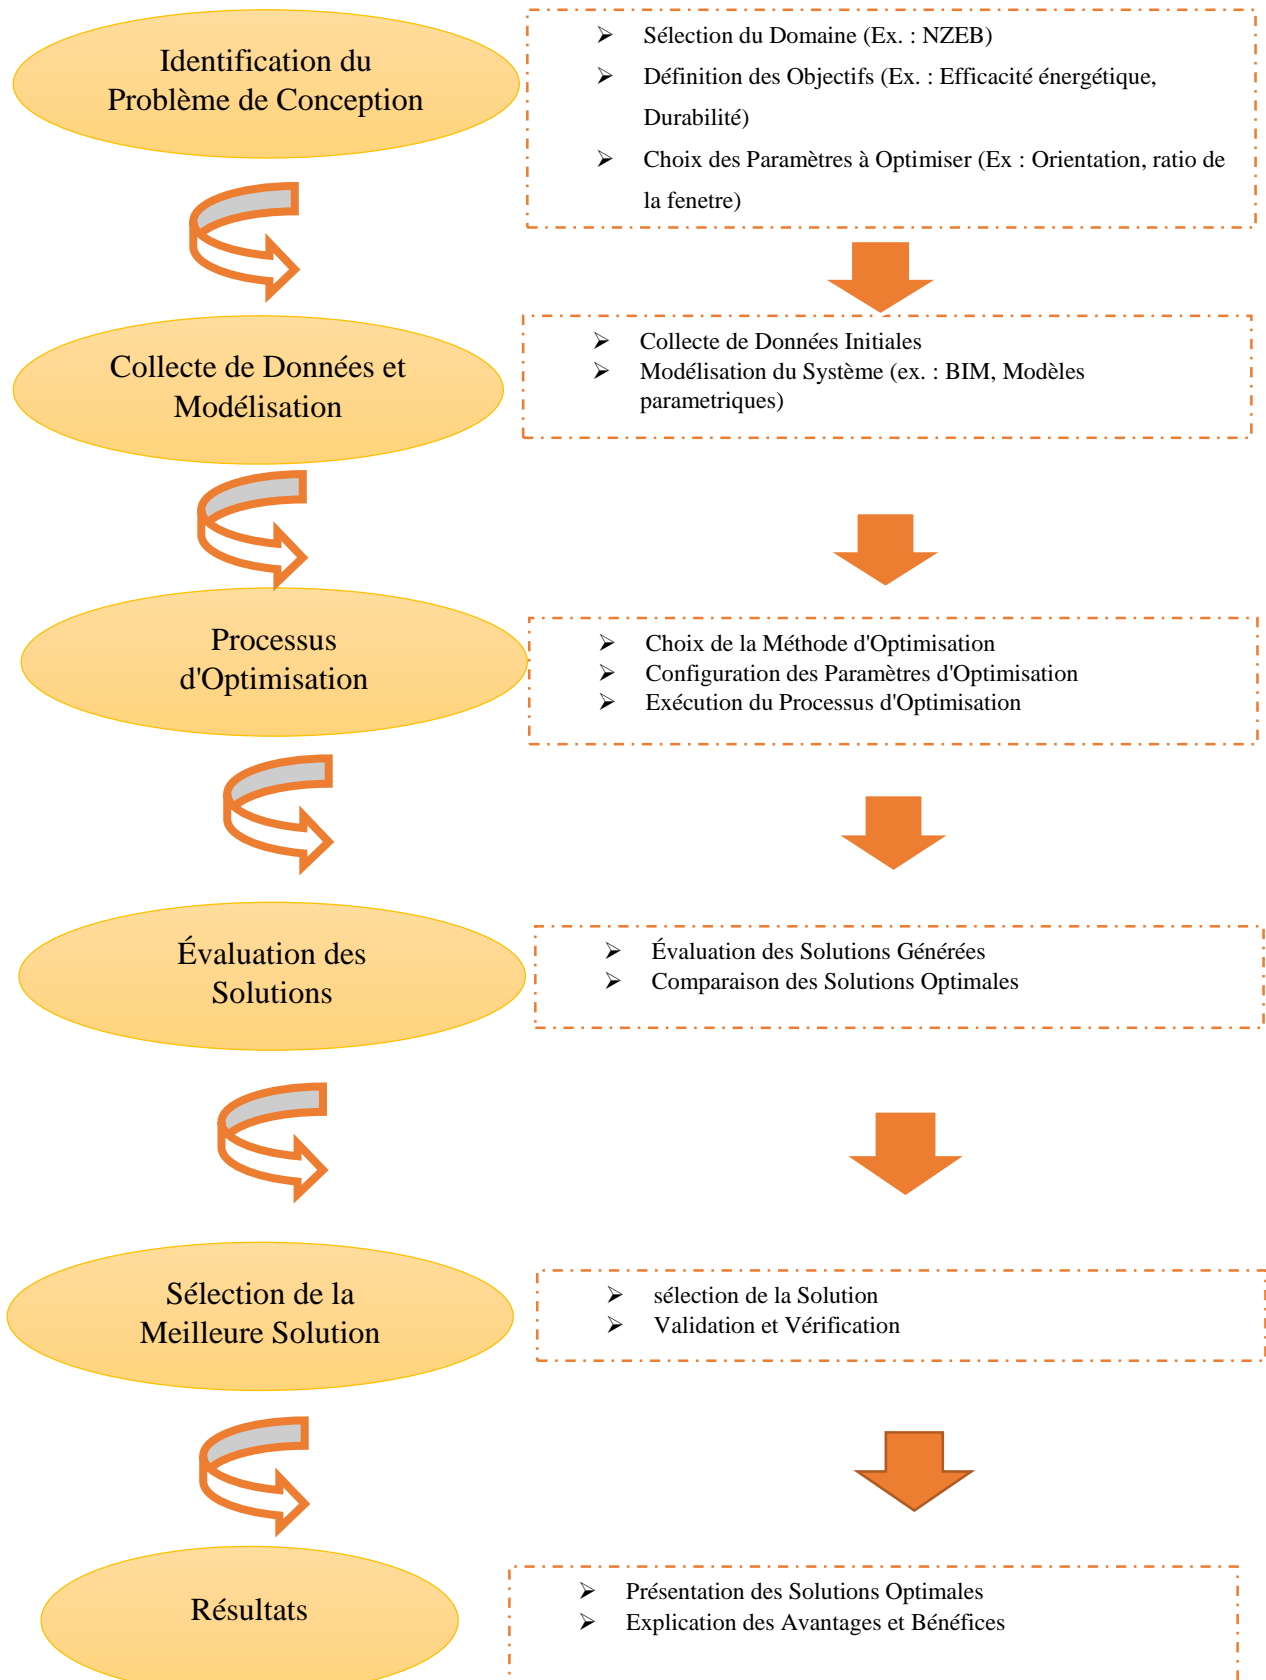 Identification du
Problème de Conception
➢ Sélection du Domaine (Ex. : NZEB)
➢ Définition des Objectifs (Ex. : Efficacité énergétique,
Durabilité)
➢ Choix des Paramètres à Optimiser (Ex : Orientation, ratio de
la fenetre)
Collecte de Données et
Modélisation
➢ Collecte de Données Initiales
➢ Modélisation du Système (ex. : BIM, Modèles
parametriques)
Processus
d'Optimisation
➢ Choix de la Méthode d'Optimisation
➢ Configuration des Paramètres d'Optimisation
➢ Exécution du Processus d'Optimisation
Évaluation des
Solutions
➢ Évaluation des Solutions Générées
➢ Comparaison des Solutions Optimales
Sélection de la
Meilleure Solution
➢ sélection de la Solution
➢ Validation et Vérification
Résultats
➢ Présentation des Solutions Optimales
➢ Explication des Avantages et Bénéfices